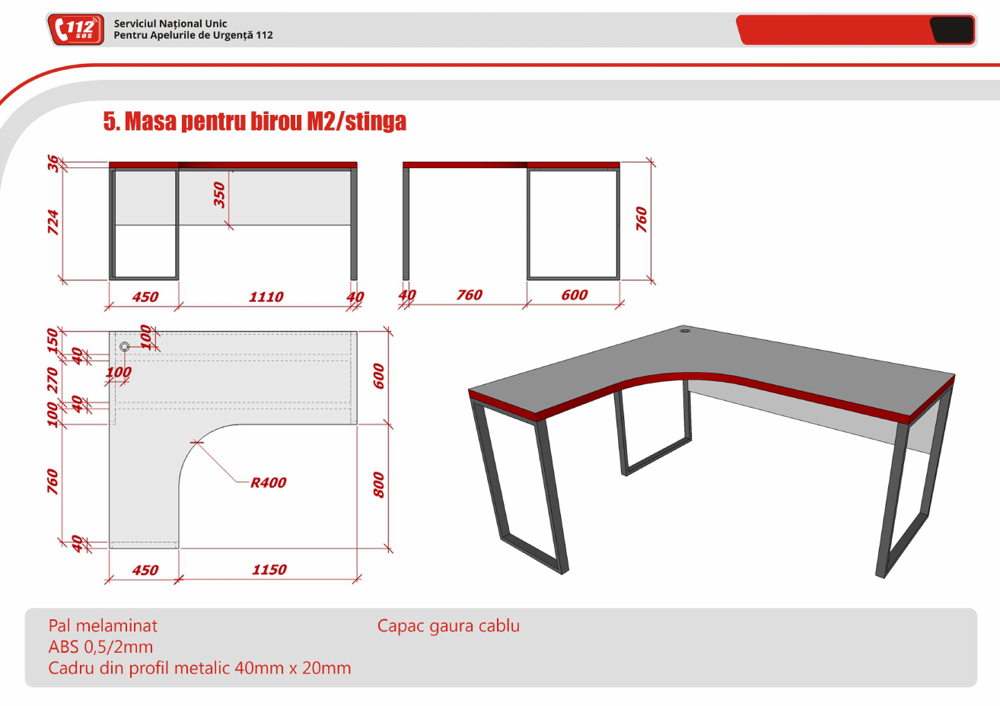 112
SOS
Serviciul Național Unic
Pentru Apelurile de Urgență 112
5. Masa pentru birou M2/stinga
36
724
350
450
1110
40
760
40
760
600
150
40
270
40
100
760
40
100
100
600
800
R400
450
1150
Pal melaminat
ABS 0,5/2mm
Cadru din profil metalic 40mm x 20mm
Capac gaura cablu